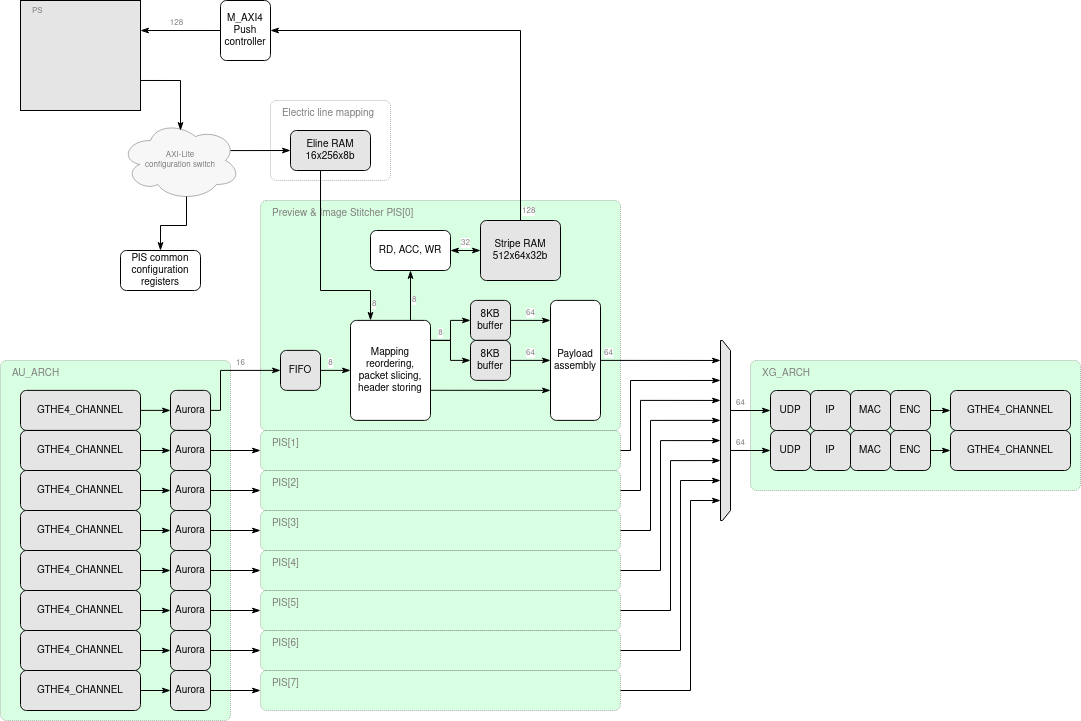 PS
128
M_AXI4
Push
controller
Electric line mapping
Eline RAM
16x256x8b
AXI-Lite
configuration switch
PIS common
configuration
registers
Preview & Image Stitcher PIS[0]
128
RD, ACC, WR
32
Stripe RAM
512x64x32b
8
8
8KB
buffer
64
8
8KB
buffer
64
Mapping
reordering,
packet slicing,
header storing
Payload
assembly
64
16
FIFO
8
AU_ARCH
GTHE4_CHANNEL
Aurora
GTHE4_CHANNEL
Aurora
GTHE4_CHANNEL
Aurora
GTHE4_CHANNEL
Aurora
GTHE4_CHANNEL
Aurora
GTHE4_CHANNEL
Aurora
GTHE4_CHANNEL
Aurora
GTHE4_CHANNEL
Aurora
PIS[1]
PIS[2]
PIS[3]
PIS[4]
PIS[5]
PIS[6]
PIS[7]
XG_ARCH
64
UDP
IP
MAC
ENC
GTHE4_CHANNEL
64
UDP
IP
MAC
ENC
GTHE4_CHANNEL